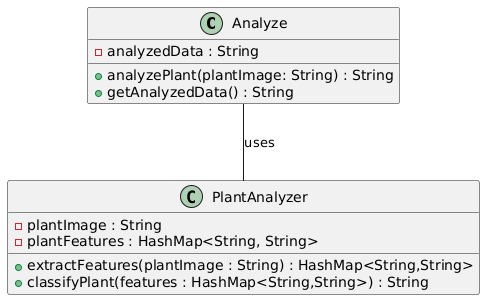 C Analyze
analyzedData : String
analyzePlant(plantImage: String) : String
getAnalyzedData() : String
uses
C PlantAnalyzer
plantImage : String
plantFeatures : HashMap<String, String>
extractFeatures(plantImage : String) : HashMap<String,String>
classifyPlant(features : HashMap<String,String>) : String